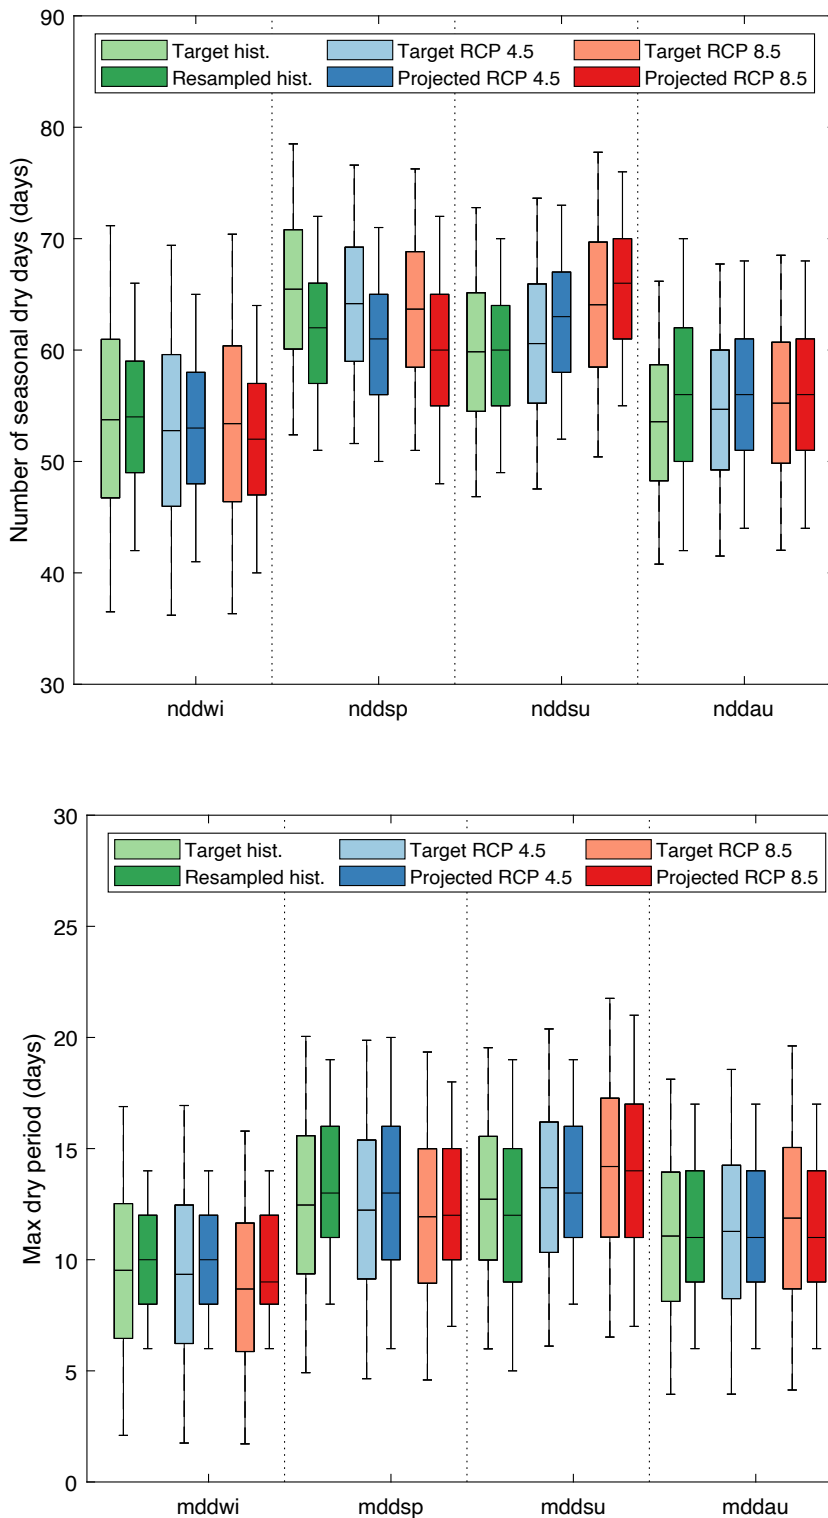 90
Target hist. Target RCP 4.5 Target RCP 8.5
Resampled hist. Projected RCP 4.5 Projected RCP 8.5
80
70
60
50
40
30
Number of seasonal dry days (days)
nddwi nddsp nddsu nddau
30
Target hist. Target RCP 4.5 Target RCP 8.5
Resampled hist. Projected RCP 4.5 Projected RCP 8.5
25
20
15
10
5
0
Max dry period (days)
mddwi mddsp mddsu mddau